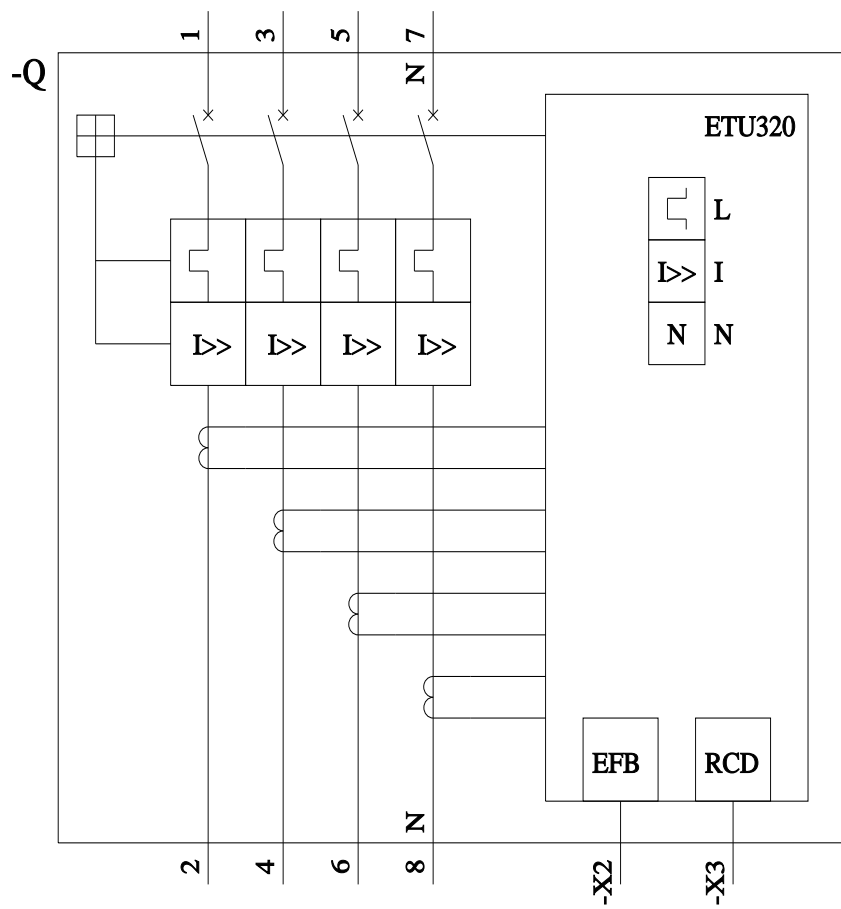 1 3 5 7
-Q
N
ETU320
L
I>> I
N N
I>> I>> I>> I>>
EFB RCD
N
2 4 6 8 -X2 -X3